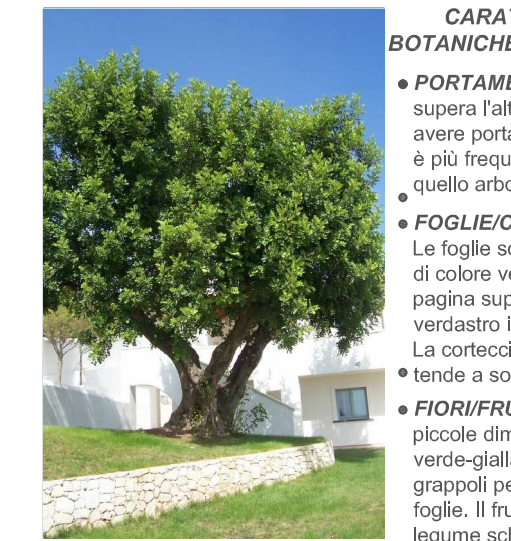 CARAT
BOTANICHE
PORTAME
supera l'alt
avere porta
è più frequ
quello arbo
FOGLIE/C
Le foglie so
di colore ve
pagina sup
verdastro i
La cortecci
tende a so
FIORI/FRU
piccole dim
verde-gialla
grappoli pe
foglie. Il fru
legume sch